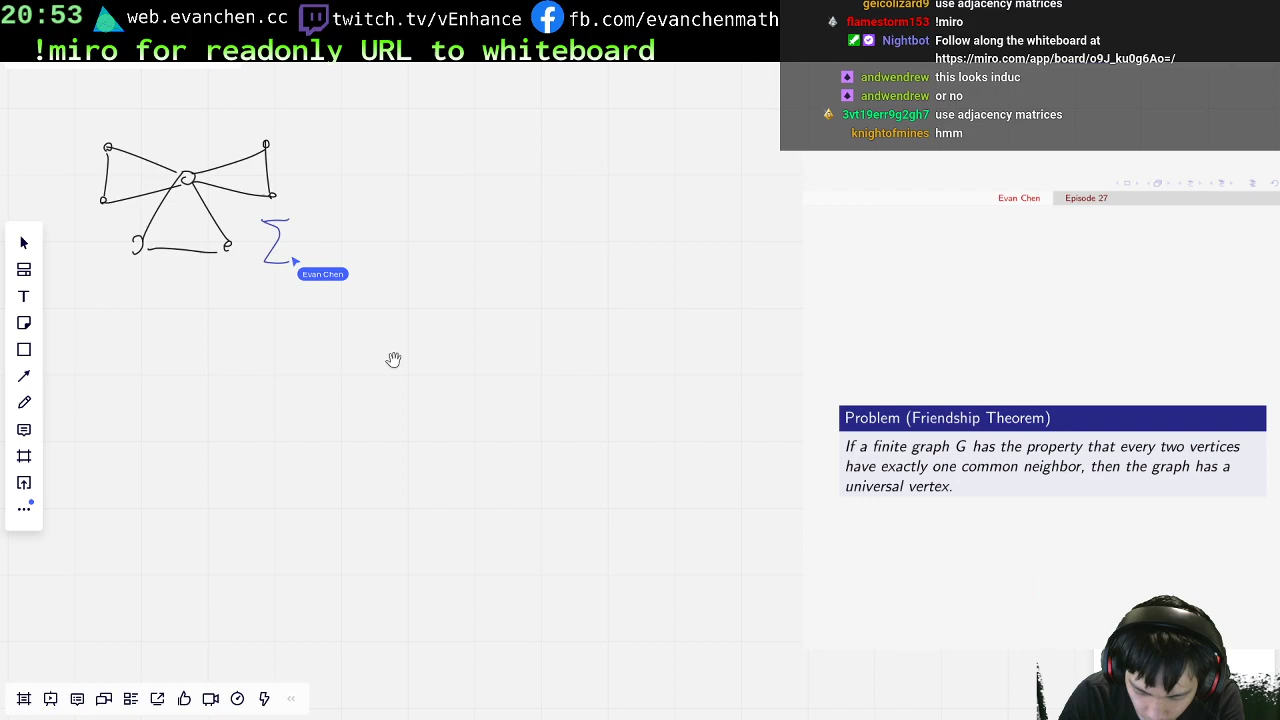 20:53 web.evanchen.cc twitch.tv/vEnhance fb.com/evanchenmath
!miro for readonly URL to whiteboard
geicolizard9 use adjacency matrices
flamestorm153 !miro
Nightbot Follow along the whiteboard at
https://miro.com/app/board/o9J_ku0g6Ao=/
andwendrew this looks induc
andwendrew or no
3vt19err9g2gh7 use adjacency matrices
knightofmines hmm
Evan Chen Episode 27
Σ
Evan Chen
T
Problem (Friendship Theorem)
If a finite graph G has the property that every two vertices
have exactly one common neighbor, then the graph has a
universal vertex.